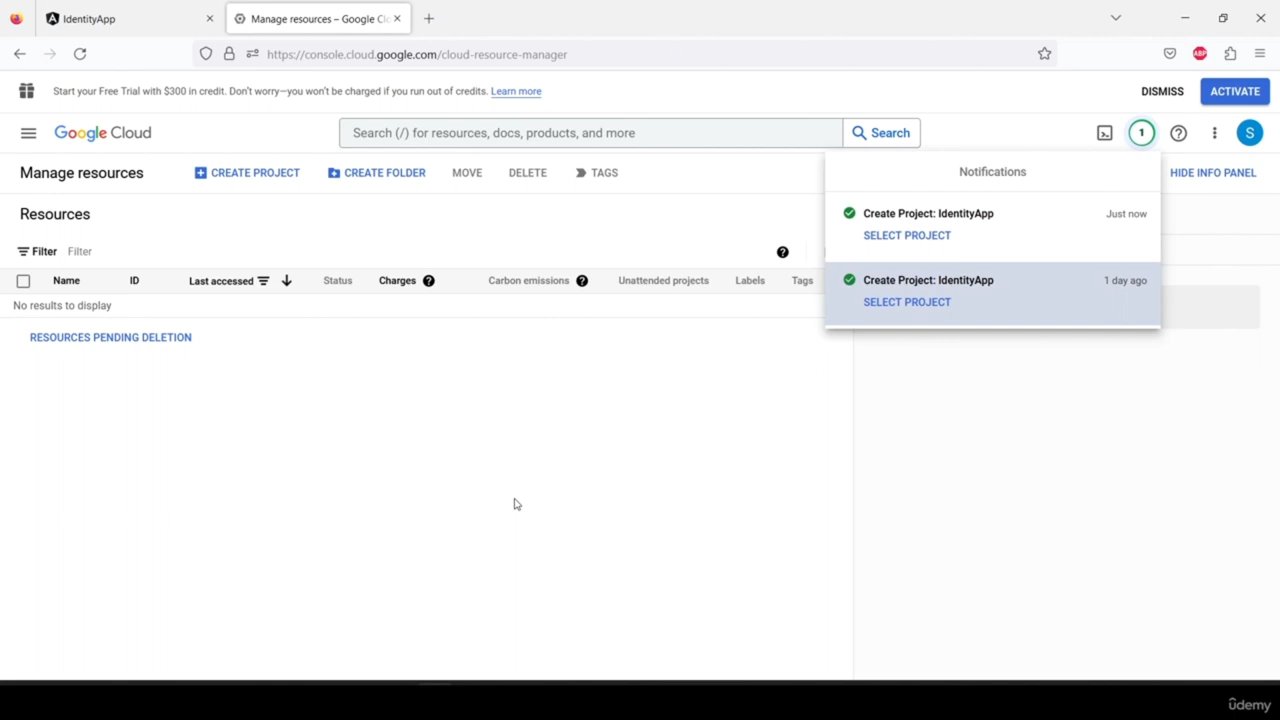 IdentityApp
Manage resources – Google Clo
https://console.cloud.google.com/cloud-resource-manager
ABP
Start your Free Trial with $300 in credit. Don't worry—you won't be charged if you run out of credits. Learn more
DISMISS
ACTIVATE
Google Cloud
Search (/) for resources, docs, products, and more
Search
1
S
Manage resources
CREATE PROJECT
CREATE FOLDER
MOVE
DELETE
TAGS
Notifications
HIDE INFO PANEL
Resources
Create Project: IdentityApp
Just now
SELECT PROJECT
Filter
Filter
Name
ID
Last accessed
Status
Charges
Carbon emissions
Unattended projects
Labels
Tags
Create Project: IdentityApp
1 day ago
SELECT PROJECT
No results to display
RESOURCES PENDING DELETION
ûdemy